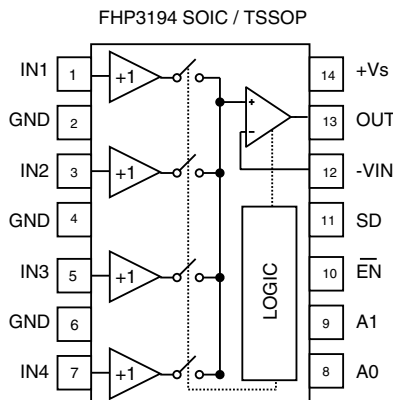 FHP3194 SOIC / TSSOP
IN1 1 +1 14 +Vs
GND 2 + 13 OUT
IN2 3 +1 - 12 -VIN
GND 4 11 SD
IN3 5 +1 LOGIC 10 E̅N̅
GND 6 9 A1
IN4 7 +1 8 A0